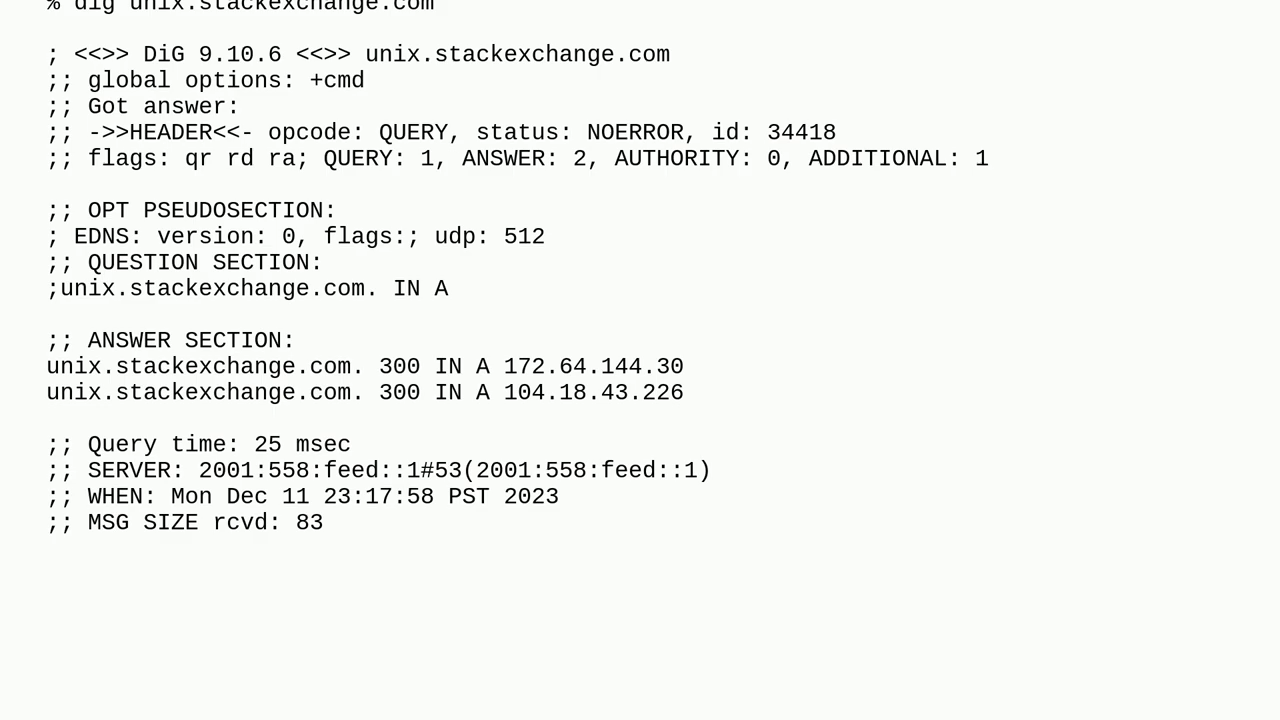 % dig unix.stackexchange.com
; <<>> DiG 9.10.6 <<>> unix.stackexchange.com
;; global options: +cmd
;; Got answer:
;; ->>HEADER<<- opcode: QUERY, status: NOERROR, id: 34418
;; flags: qr rd ra; QUERY: 1, ANSWER: 2, AUTHORITY: 0, ADDITIONAL: 1
;; OPT PSEUDOSECTION:
; EDNS: version: 0, flags:; udp: 512
;; QUESTION SECTION:
;unix.stackexchange.com. IN A
;; ANSWER SECTION:
unix.stackexchange.com. 300 IN A 172.64.144.30
unix.stackexchange.com. 300 IN A 104.18.43.226
;; Query time: 25 msec
;; SERVER: 2001:558:feed::1#53(2001:558:feed::1)
;; WHEN: Mon Dec 11 23:17:58 PST 2023
;; MSG SIZE rcvd: 83